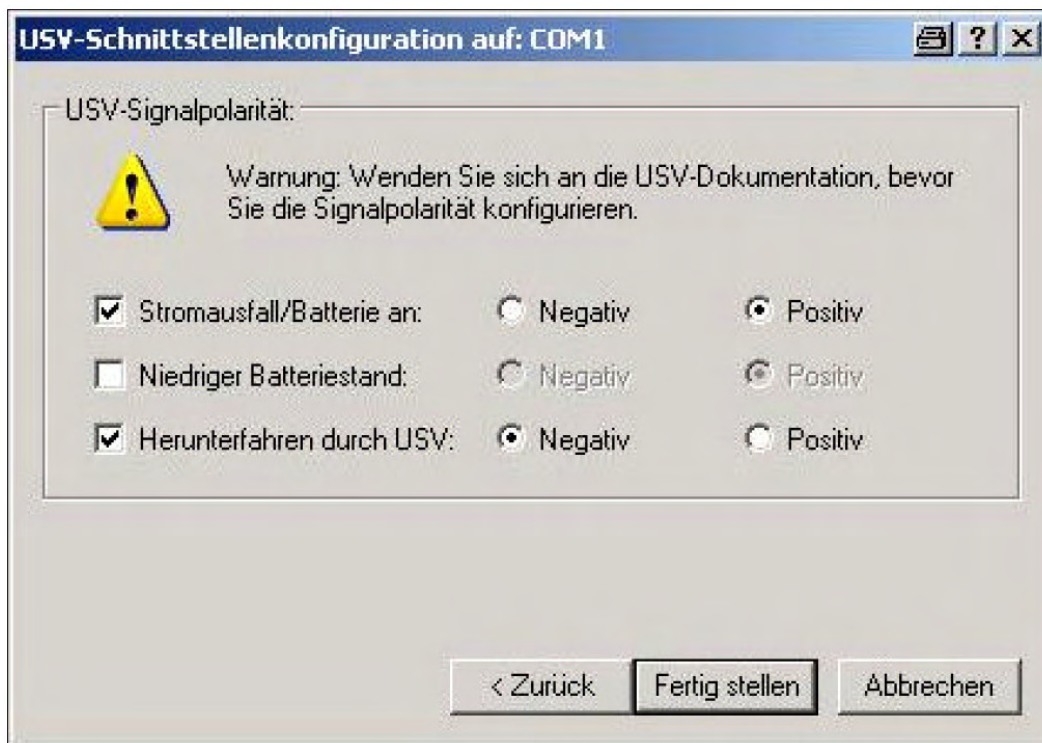 USV-Schnittstellenkonfiguration auf: COM1
USV-Signalpolarität:
Warnung: Wenden Sie sich an die USV-Dokumentation, bevor
Sie die Signalpolarität konfigurieren.
Stromausfall/Batterie an: Negativ Positiv
Niedriger Batteriestand: Negativ Positiv
Herunterfahren durch USV: Negativ Positiv
< Zurück Fertig stellen Abbrechen